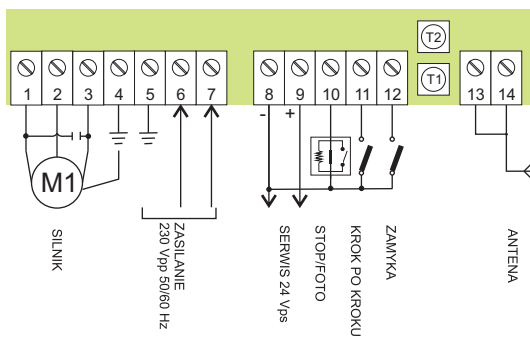 T2
T1
1 2 3 4 5 6 7 8 9 10 11 12 13 14
- +
M1
SILNIK
ZASILANIE
230 Vpp 50/60 Hz
SERWIS 24 Vps
STOP/FOTO
KROK PO KROKU
ZAMYKA
ANTENA